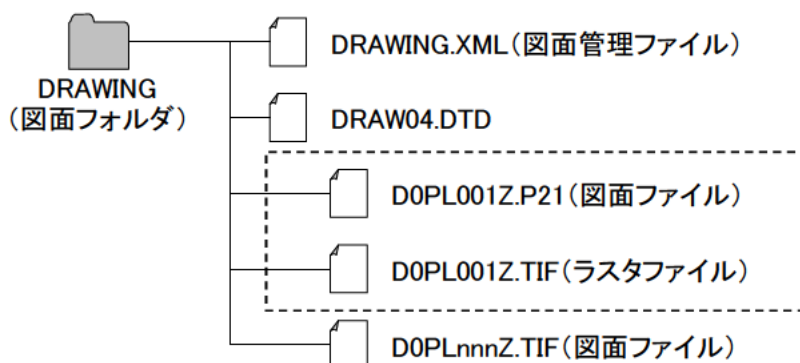 DRAWING
(図面フォルダ)
DRAWING.XML(図面管理ファイル)
DRAW04.DTD
D0PL001Z.P21(図面ファイル)
D0PL001Z.TIF(ラスタファイル)
D0PLnnnZ.TIF(図面ファイル)